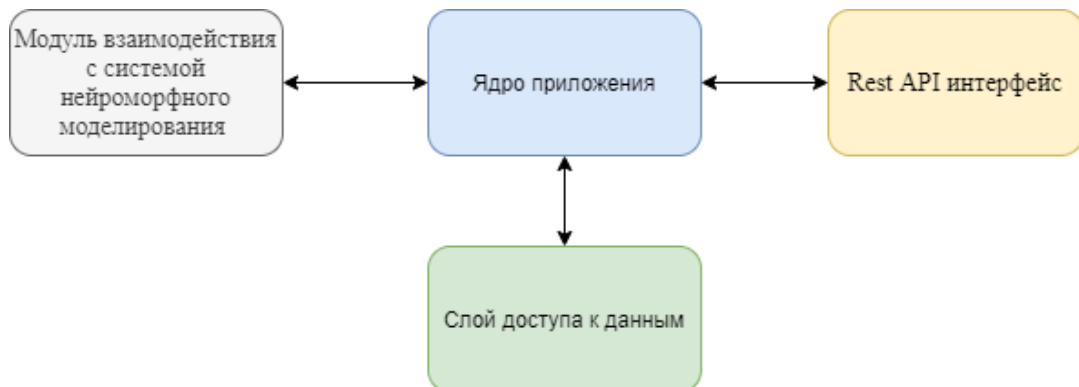 Модуль взаимодействия
с системой
нейроморфного
моделирования
Ядро приложения
Rest API интерфейс
Слой доступа к данным